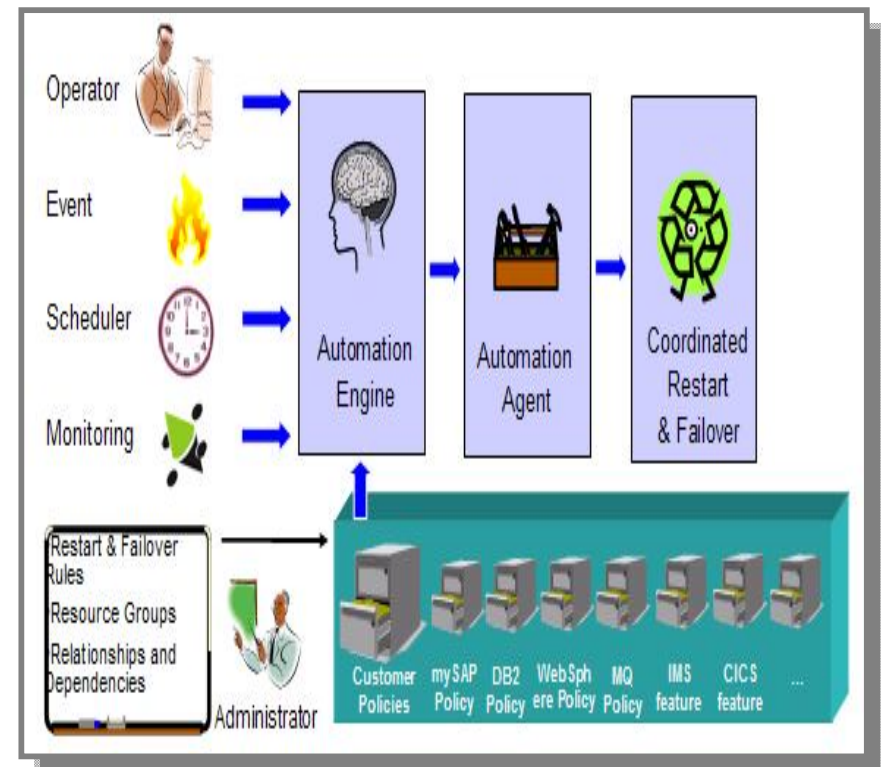 Operator
Event
Scheduler
Monitoring
Automation
Engine
Automation
Agent
Coordinated
Restart
& Failover
Restart & Failover
Rules
Resource Groups
Relationships and
Dependencies
Administrator
Customer
Policies
mySAP
Policy
DB2
Policy
WebSph
ere Policy
MQ
Policy
IMS
feature
CICS
feature
...